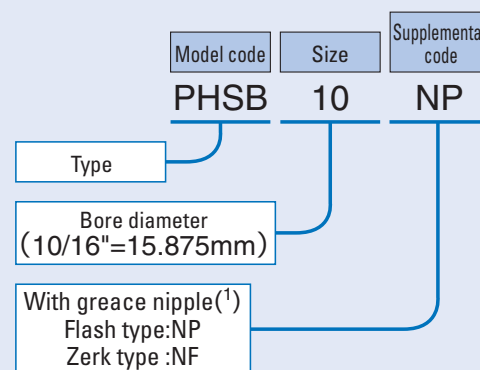 Model code Size Supplementa
code
PHSB 10 NP
Type
Bore diameter
(10/16"=15.875mm)
With greace nipple(¹)
Flash type:NP
Zerk type :NF